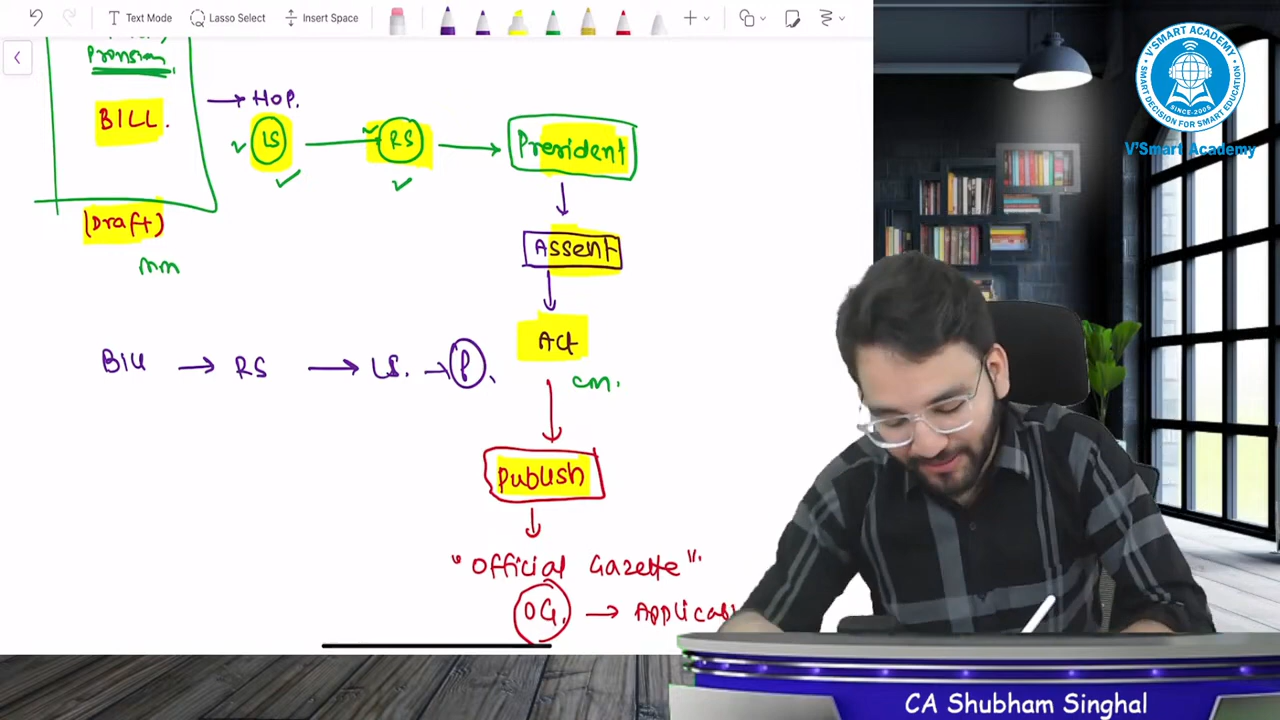 Text Mode
Lasso Select
Insert Space
Provision
BILL.
(Draft)
→ HOP.
LS → RS → President
Assent
Act
cm.
Bill → RS → LS. → P.
Publish
"Official Gazette".
OG. →
V'SMART ACADEMY
SMART DECISION FOR SMART EDUCATION
SINCE-2005
V'Smart Academy
CA Shubham Singhal